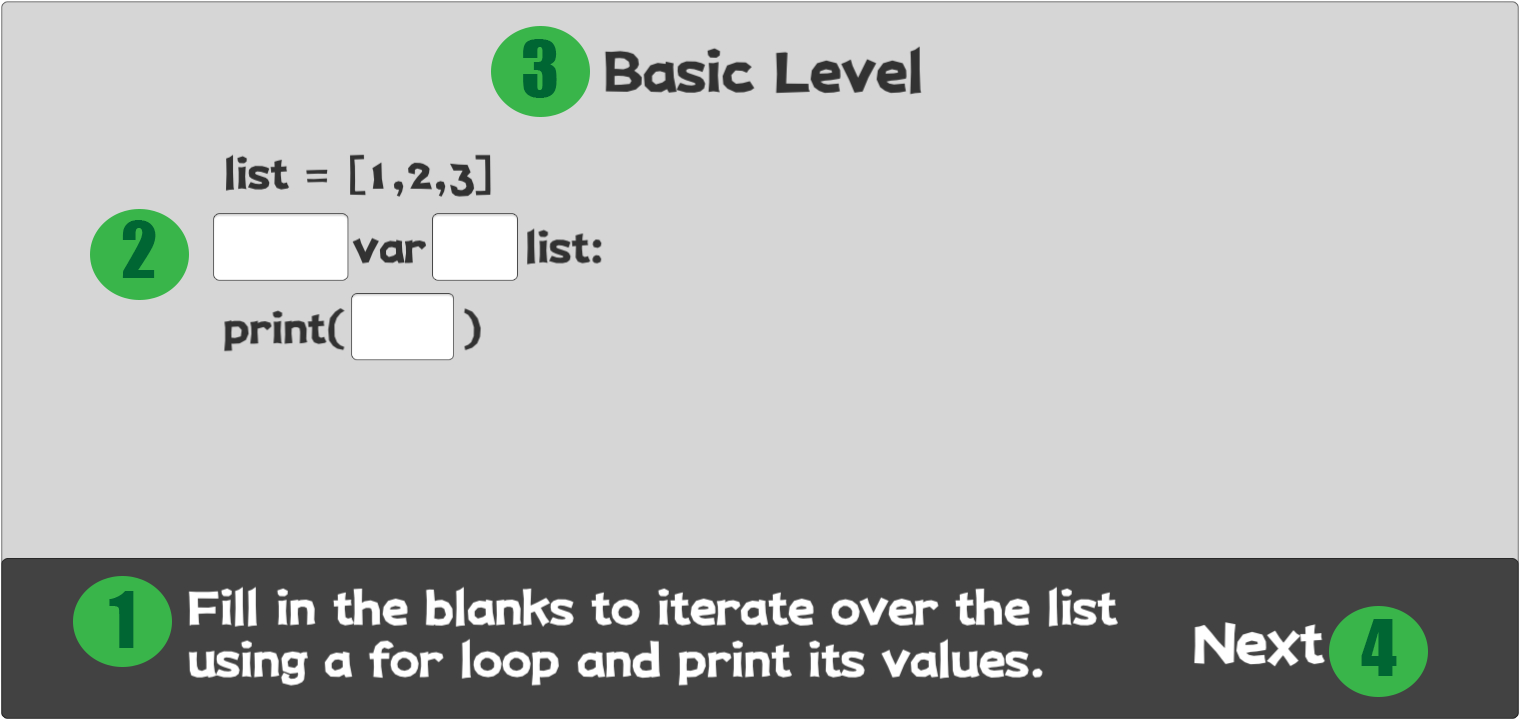 3 Basic Level
list = [1,2,3]
2 var list:
print( )
1 Fill in the blanks to iterate over the list
using a for loop and print its values.
Next 4